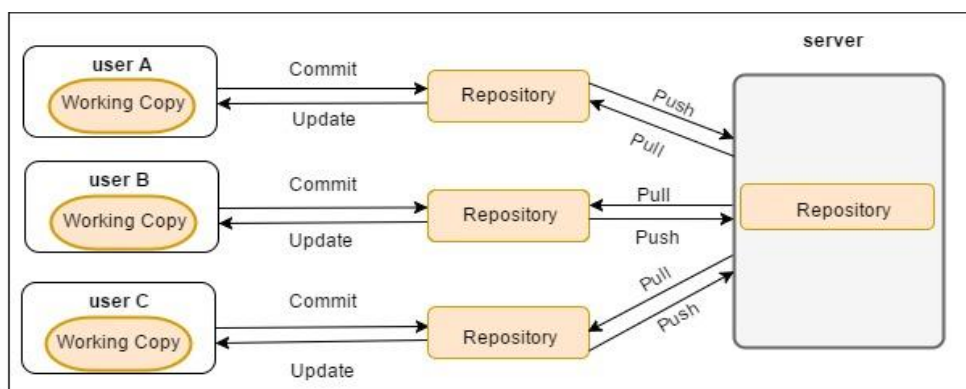 server
user A
Working Copy
Commit
Update
Repository
Push
Pull
user B
Working Copy
Commit
Update
Repository
Pull
Push
Repository
user C
Working Copy
Commit
Update
Repository
Pull
Push